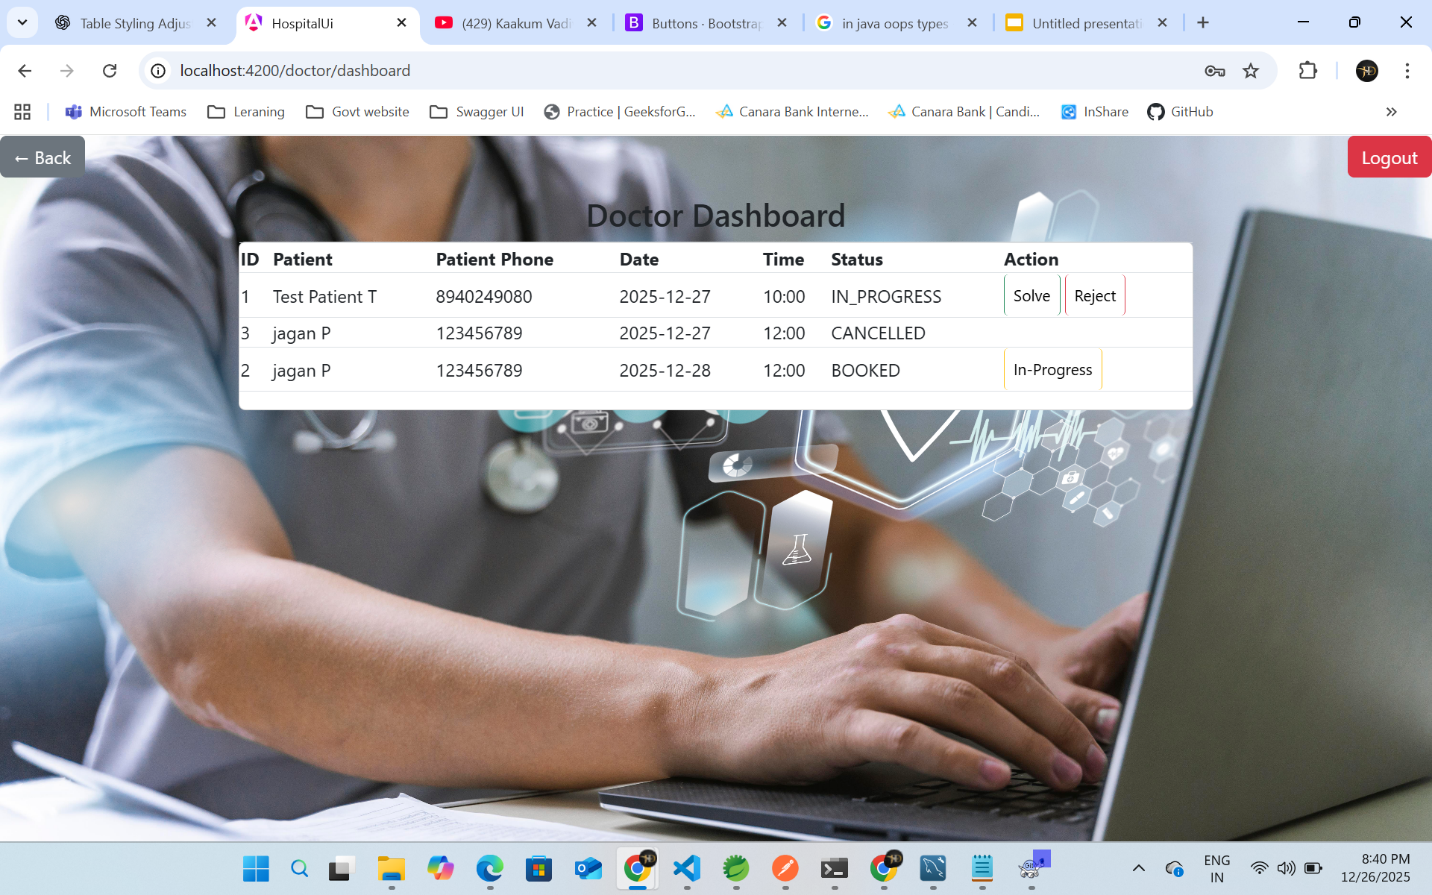 Table Styling Adjus
HospitalUi
(429) Kaakum Vadi
Buttons · Bootstrap
in java oops types
Untitled presentati
localhost:4200/doctor/dashboard
Microsoft Teams
Leraning
Govt website
Swagger UI
Practice | GeeksforG...
Canara Bank Interne...
Canara Bank | Candi...
InShare
GitHub
← Back
Logout
Doctor Dashboard
ID Patient Patient Phone Date Time Status Action
1 Test Patient T 8940249080 2025-12-27 10:00 IN_PROGRESS Solve Reject
3 jagan P 123456789 2025-12-27 12:00 CANCELLED
2 jagan P 123456789 2025-12-28 12:00 BOOKED In-Progress
ENG
IN
8:40 PM
12/26/2025